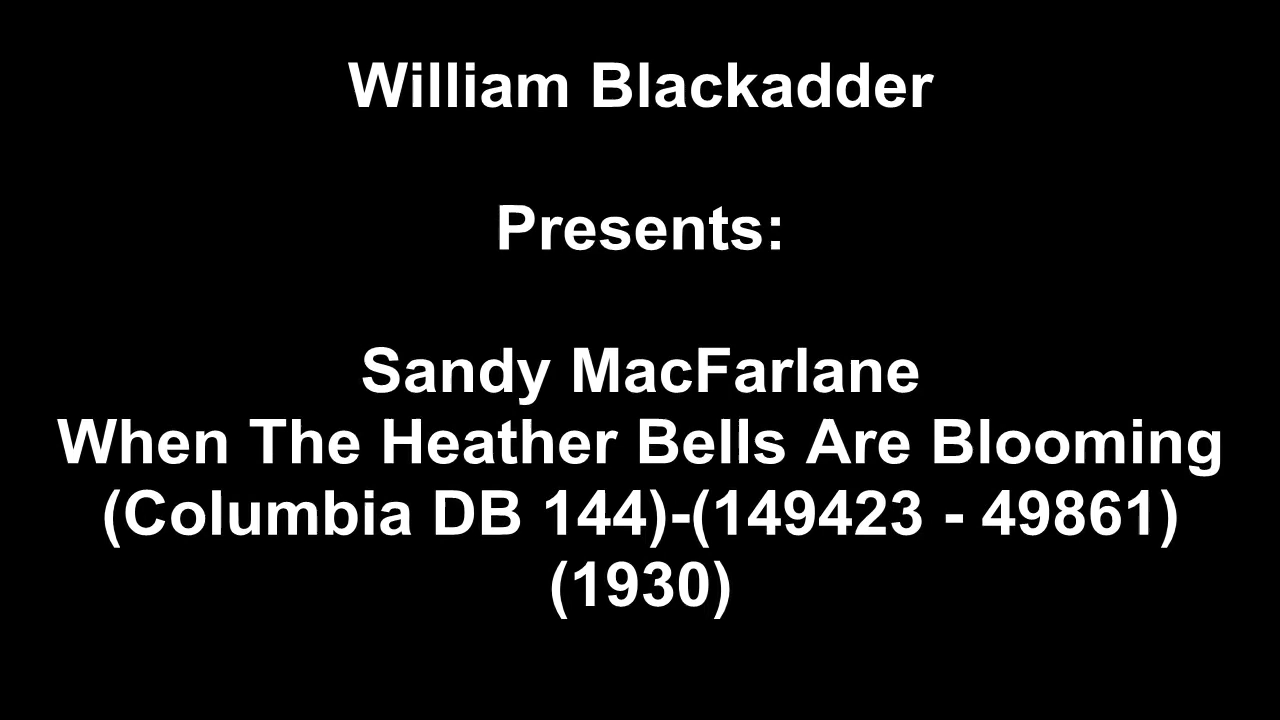 William Blackadder
Presents:
Sandy MacFarlane
When The Heather Bells Are Blooming
(Columbia DB 144)-(149423 - 49861)
(1930)